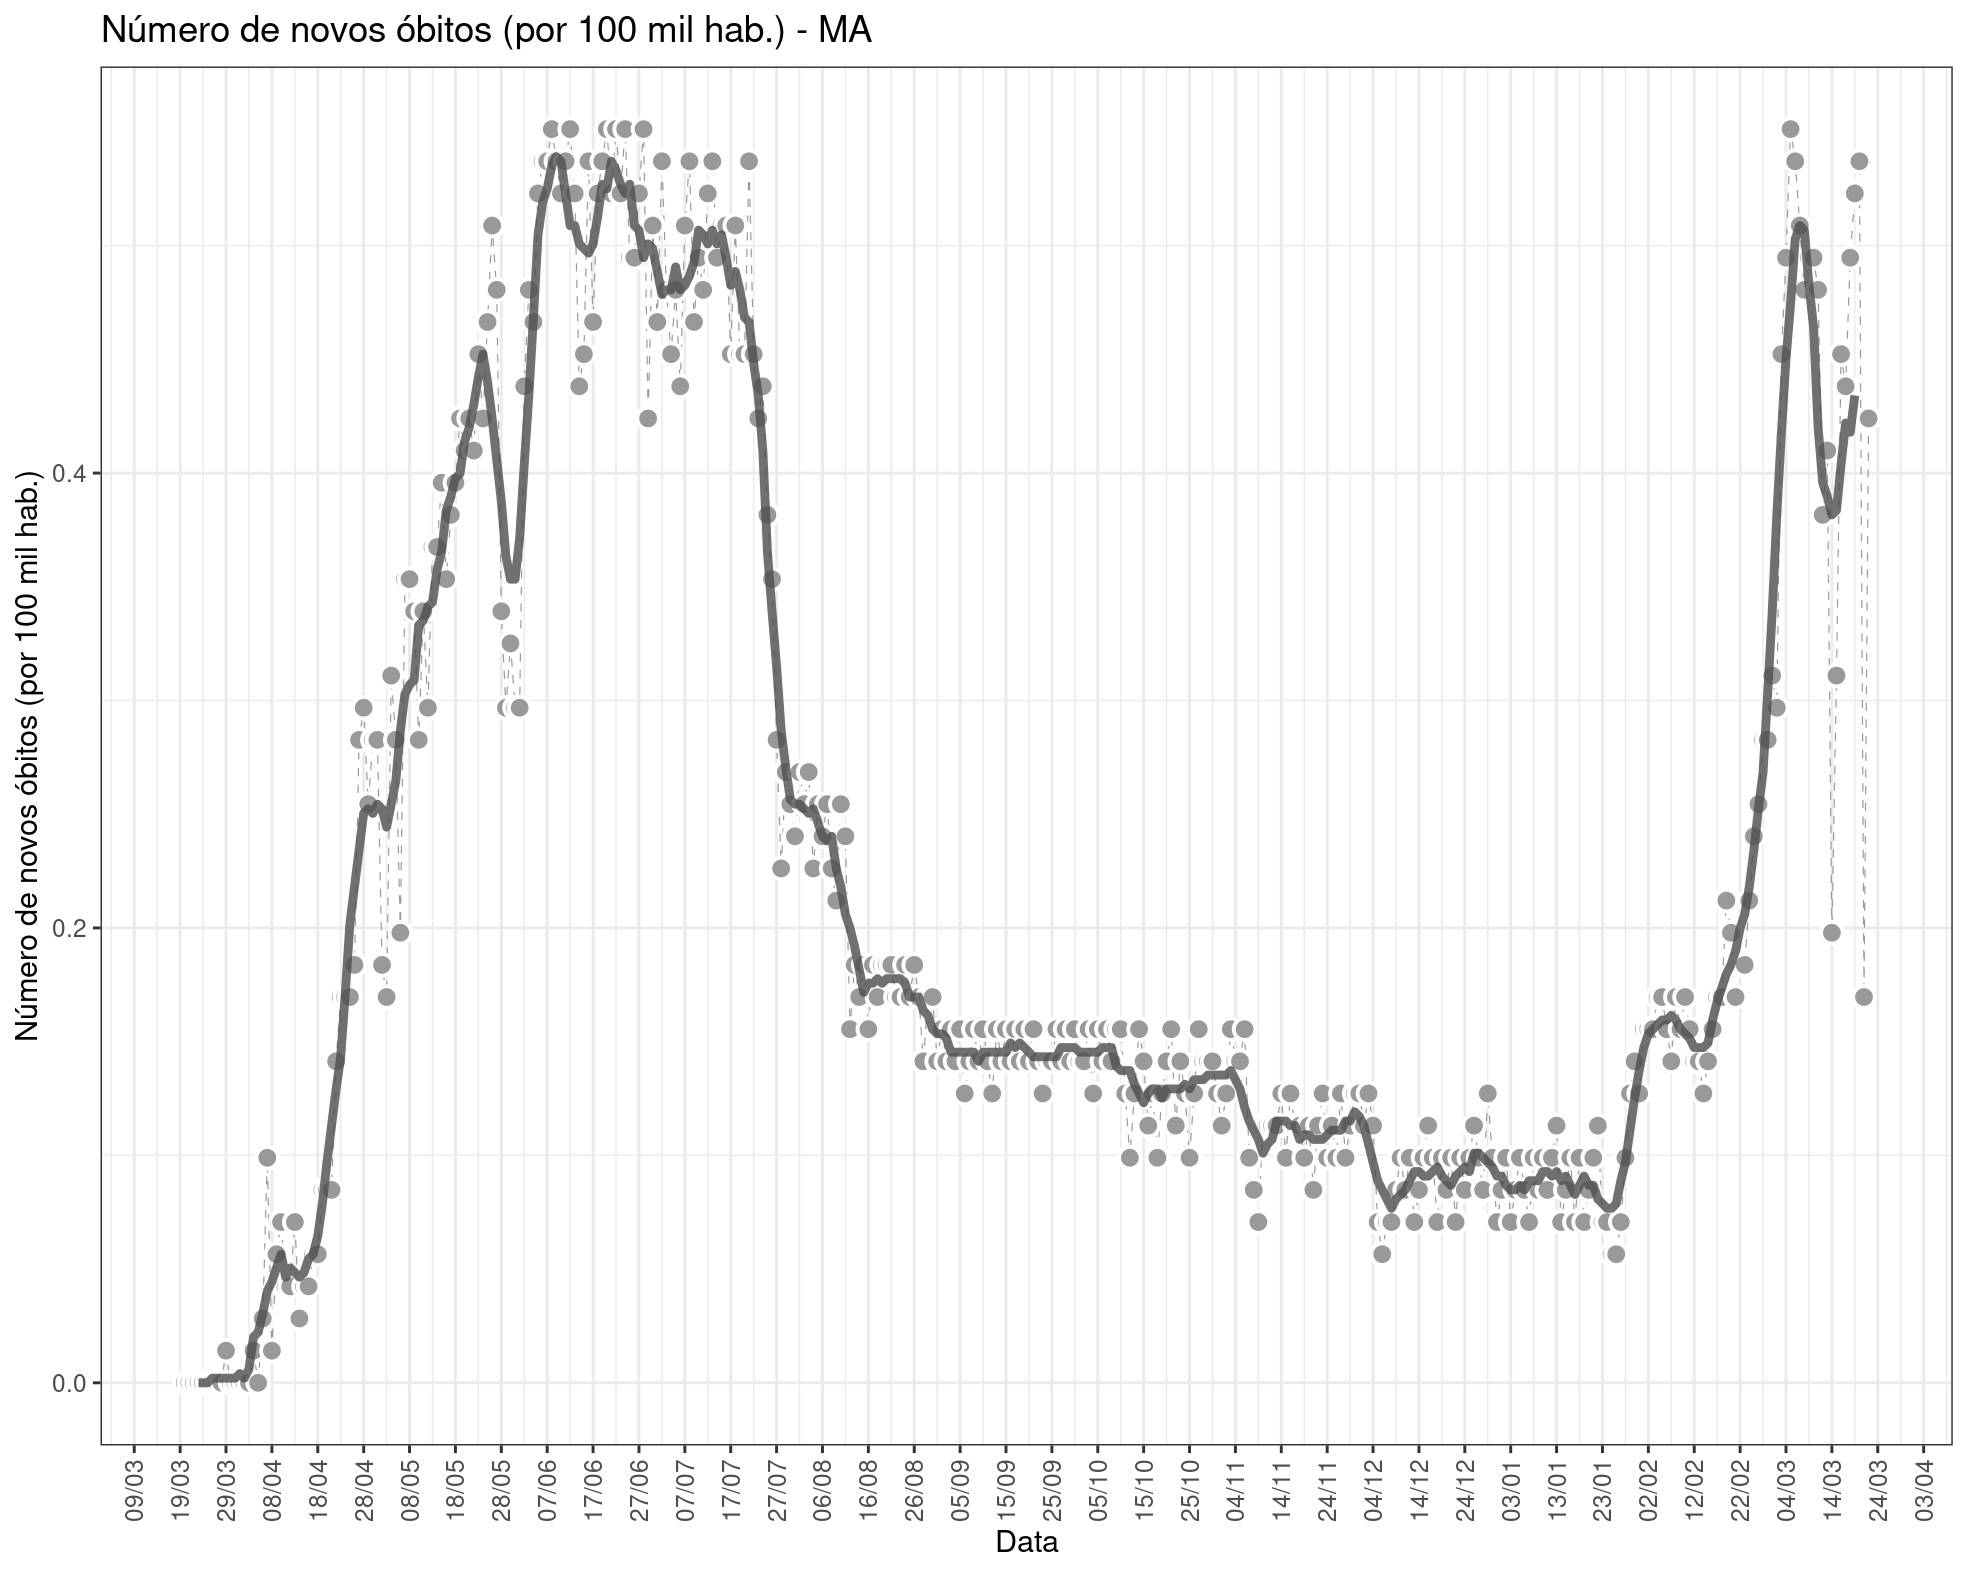 Número de novos óbitos (por 100 mil hab.) - MA
Número de novos óbitos (por 100 mil hab.)
0.4
0.2
0.0
09/03 19/03 29/03 08/04 18/04 28/04 08/05 18/05 28/05 07/06 17/06 27/06 07/07 17/07 27/07 06/08 16/08 26/08 05/09 15/09 25/09 05/10 15/10 25/10 04/11 14/11 24/11 04/12 14/12 24/12 03/01 13/01 23/01 02/02 12/02 22/02 04/03 14/03 24/03 03/04
Data